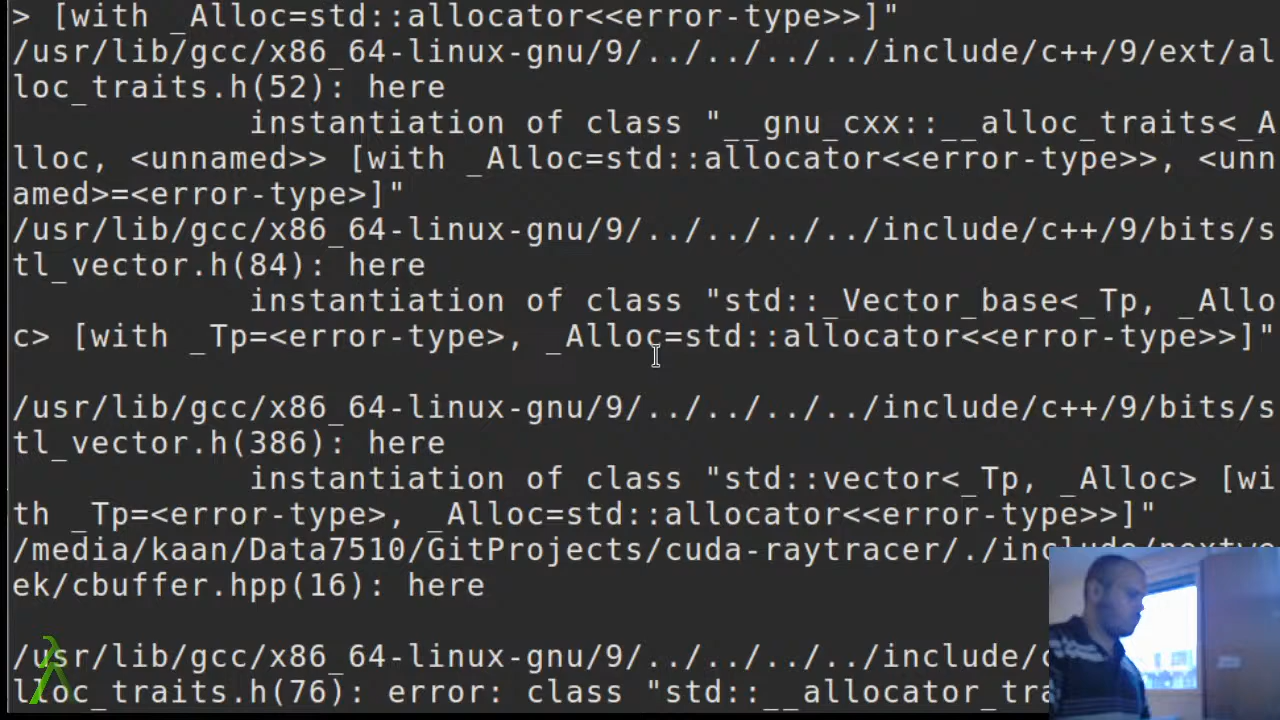 > [with _Alloc=std::allocator<<error-type>>]"
/usr/lib/gcc/x86_64-linux-gnu/9/../../../../include/c++/9/ext/al
loc_traits.h(52): here
instantiation of class "__gnu_cxx::__alloc_traits<_A
lloc, <unnamed>> [with _Alloc=std::allocator<<error-type>>, <unn
amed>=<error-type>]"
/usr/lib/gcc/x86_64-linux-gnu/9/../../../../include/c++/9/bits/s
tl_vector.h(84): here
instantiation of class "std::_Vector_base<_Tp, _Allo
c> [with _Tp=<error-type>, _Alloc=std::allocator<<error-type>>]"
/usr/lib/gcc/x86_64-linux-gnu/9/../../../../include/c++/9/bits/s
tl_vector.h(386): here
instantiation of class "std::vector<_Tp, _Alloc> [wi
th _Tp=<error-type>, _Alloc=std::allocator<<error-type>>]"
/media/kaan/Data7510/GitProjects/cuda-raytracer/./include/nextwe
ek/cbuffer.hpp(16): here
/usr/lib/gcc/x86_64-linux-gnu/9/../../../../include/c
lloc_traits.h(76): error: class "std::__allocator_tra